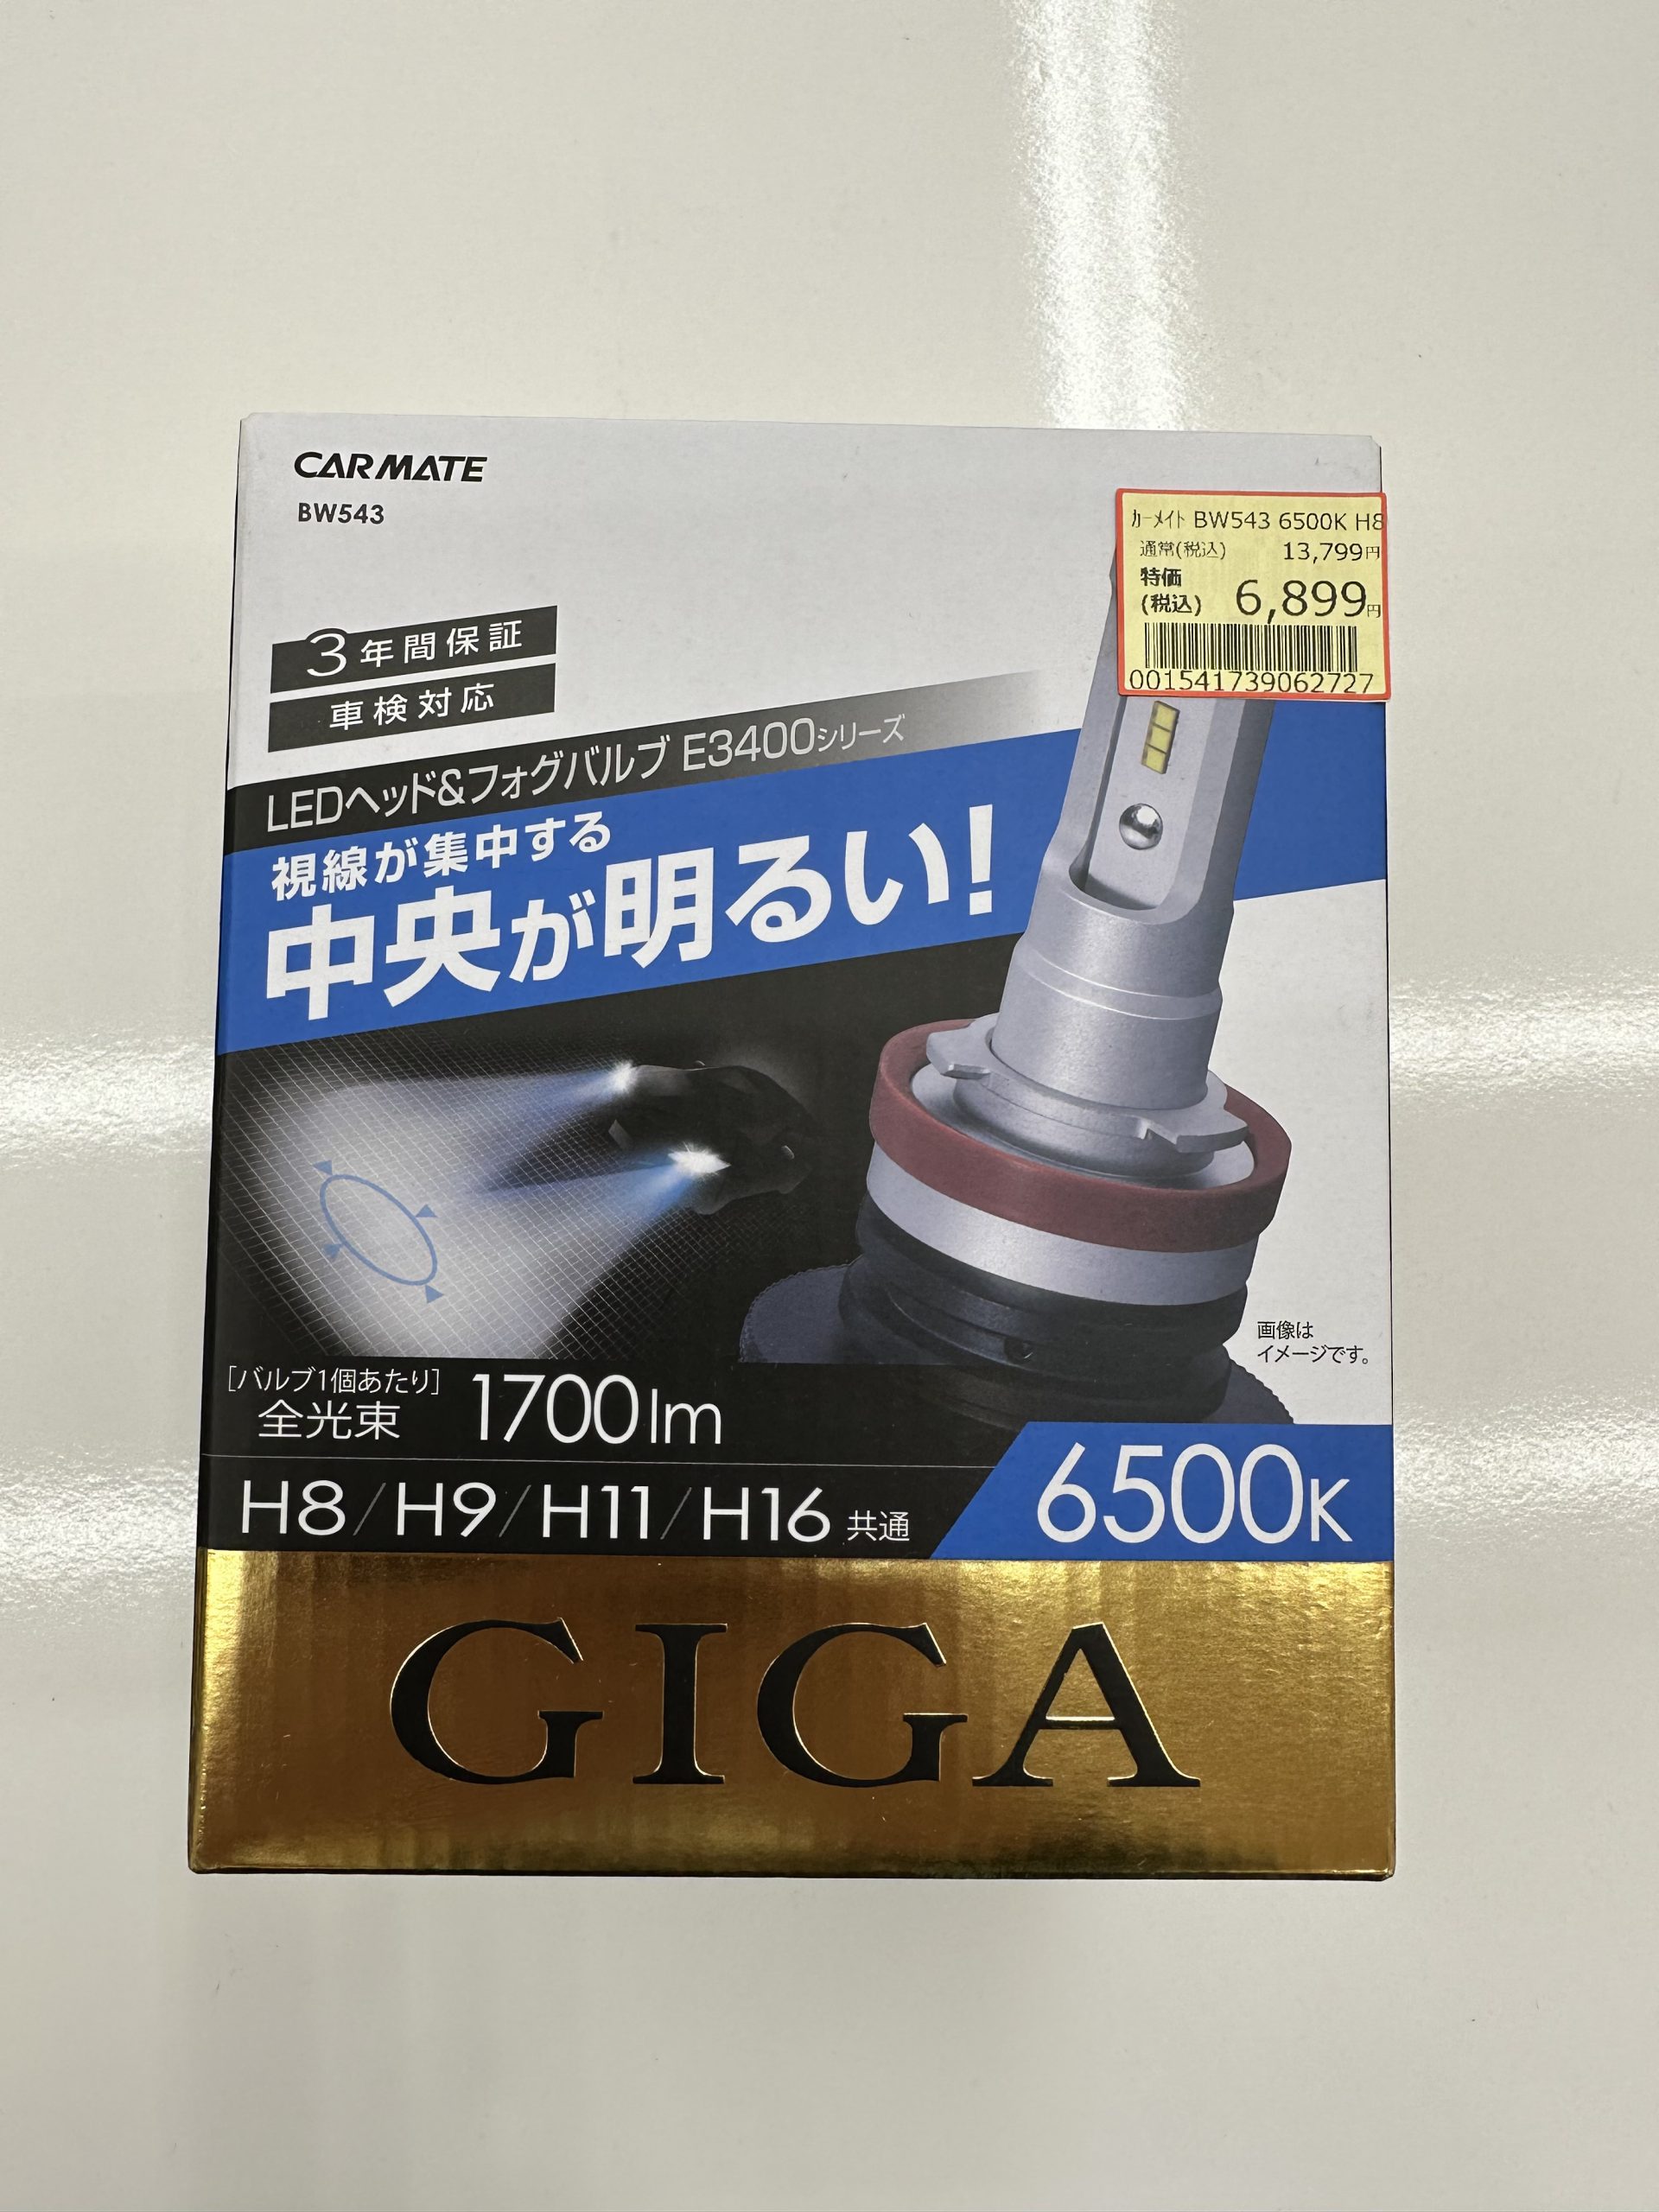 CARMATE
BW543
ｶｰﾒｲﾄ BW543 6500K H8
通常(税込) 13,799円
特価
(税込) 6,899円
001541739062727
3年間保証
車検対応
LEDヘッド&フォグバルブ E3400シリーズ
視線が集中する
中央が明るい!
画像は
イメージです。
[バルブ1個あたり]
全光束 1700lm
H8/H9/H11/H16 共通
6500K
GIGA